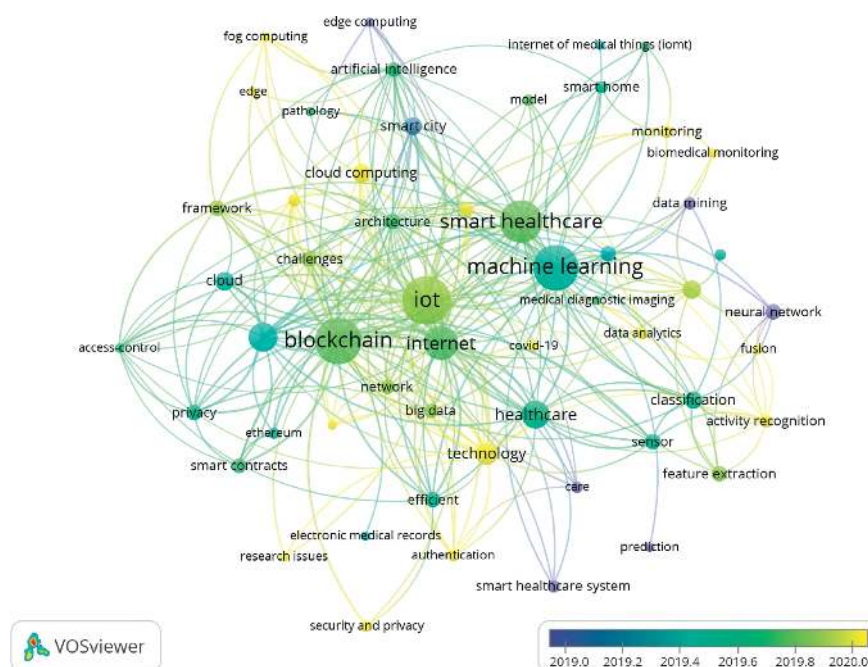 edge computing
fog computing
internet of medical things (iomt)
artificial intelligence
smart home
edge
model
pathology
smart city
monitoring
biomedical monitoring
cloud computing
data mining
framework
architecture
smart healthcare
challenges
machine learning
cloud
iot
medical diagnostic imaging
neural network
data analytics
blockchain
internet
covid-19
fusion
access-control
network
classification
privacy
big data
healthcare
activity recognition
ethereum
sensor
technology
smart contracts
feature extraction
care
efficient
electronic medical records
prediction
research issues
authentication
smart healthcare system
security and privacy
VOSviewer
2019.0 2019.2 2019.4 2019.6 2019.8 2020.0